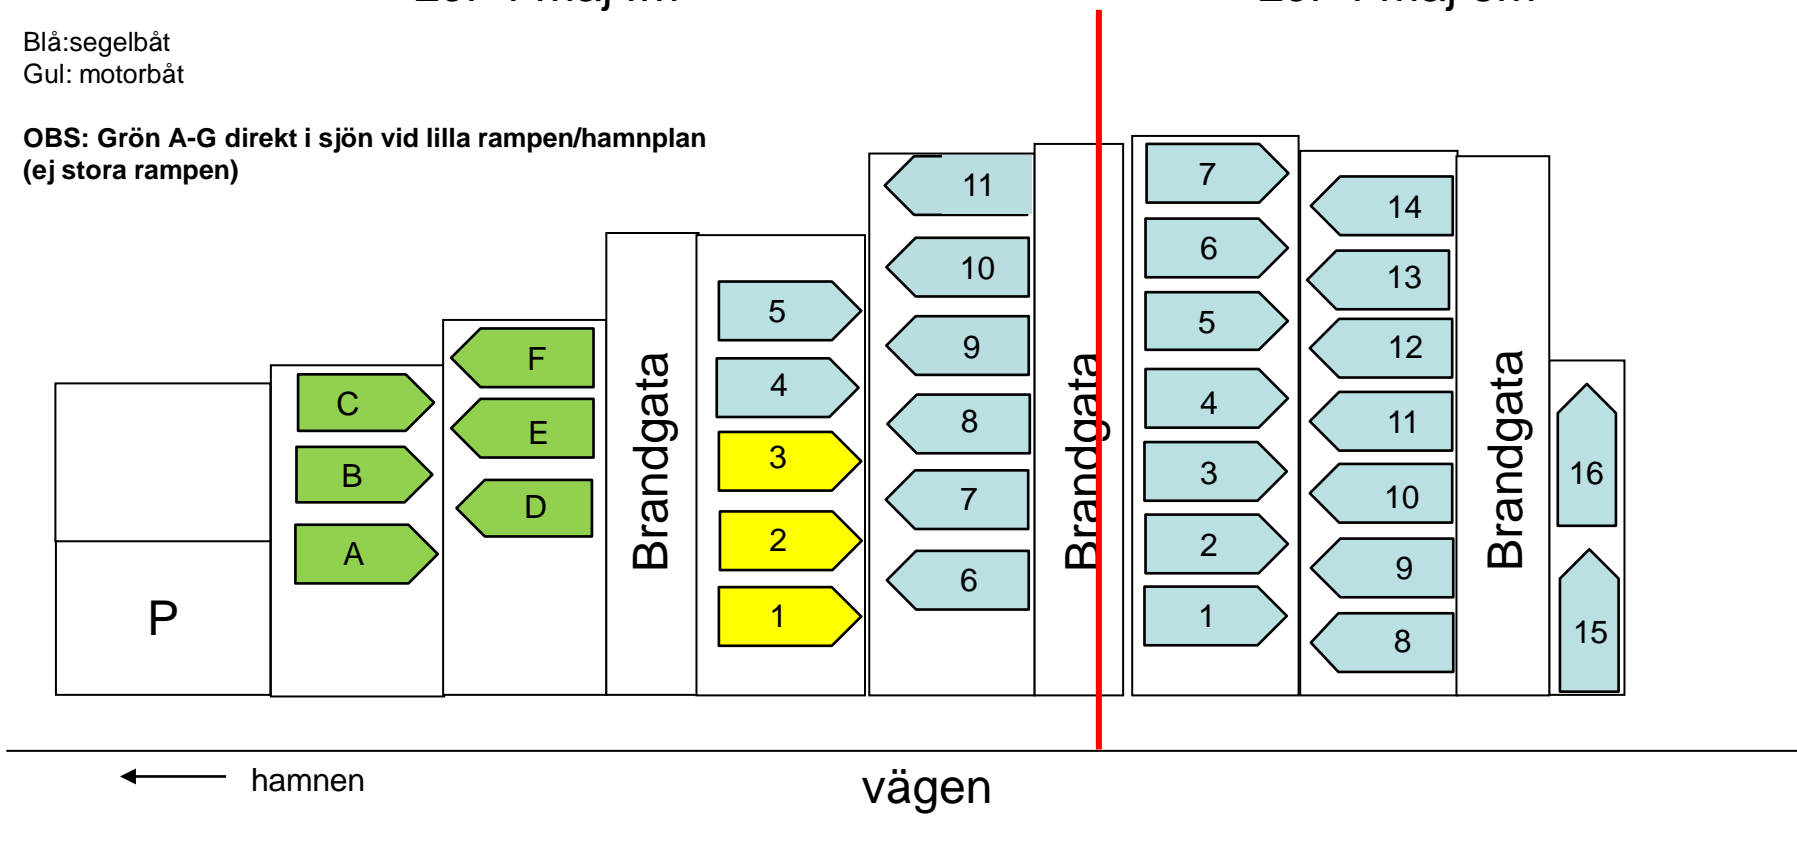 Blå:segelbåt
Gul: motorbåt
OBS: Grön A-G direkt i sjön vid lilla rampen/hamnplan
(ej stora rampen)
P
C
B
A
F
E
D
Brandgata
5
4
3
2
1
11
10
9
8
7
6
Brandgata
7
6
5
4
3
2
1
14
13
12
11
10
9
8
Brandgata
16
15
hamnen
vägen